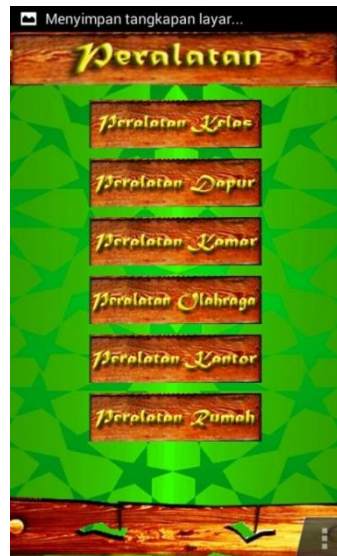 Menyimpan tangkapan layar...
Peralatan
Peralatan Kelas
Peralatan Dapur
Peralatan Kamar
Peralatan Olahraga
Peralatan Kantor
Peralatan Rumah